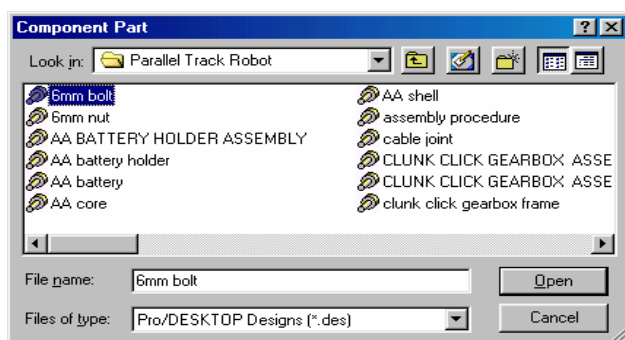 Component Part
Look in: Parallel Track Robot
6mm bolt
6mm nut
AA BATTERY HOLDER ASSEMBLY
AA battery holder
AA battery
AA core
AA shell
assembly procedure
cable joint
CLUNK CLICK GEARBOX ASSE
CLUNK CLICK GEARBOX ASSE
clunk click gearbox frame
File name: 6mm bolt Open
Files of type: Pro/DESKTOP Designs (*.des) Cancel